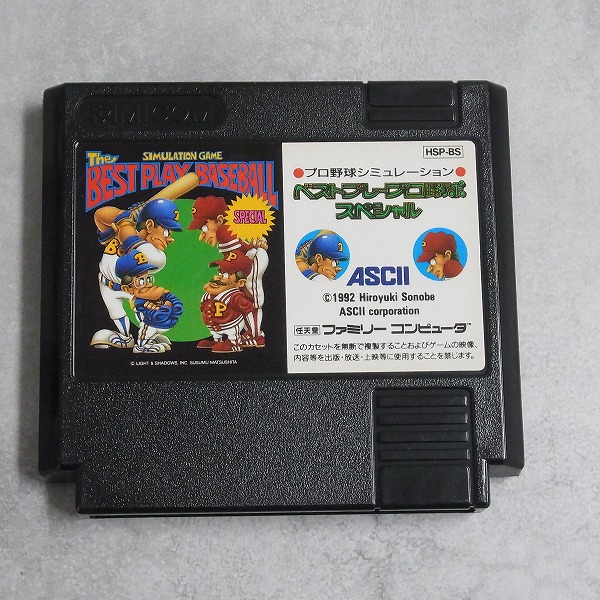 FAMICOM
The
SIMULATION GAME
BEST PLAY BASEBALL
SPECIAL
B
P
P
© LIGHT & SHADOWS, INC. SUSUMU MATSUSHITA
HSP-BS
●プロ野球シミュレーション●
ベストプレープロ野球
スペシャル
ASCII
©1992 Hiroyuki Sonobe
ASCII corporation
任天堂 ファミリー コンピュータ™
このカセットを無断で複製することおよびゲームの映像、
内容等を出版・放送・上映等に使用することを禁じます。